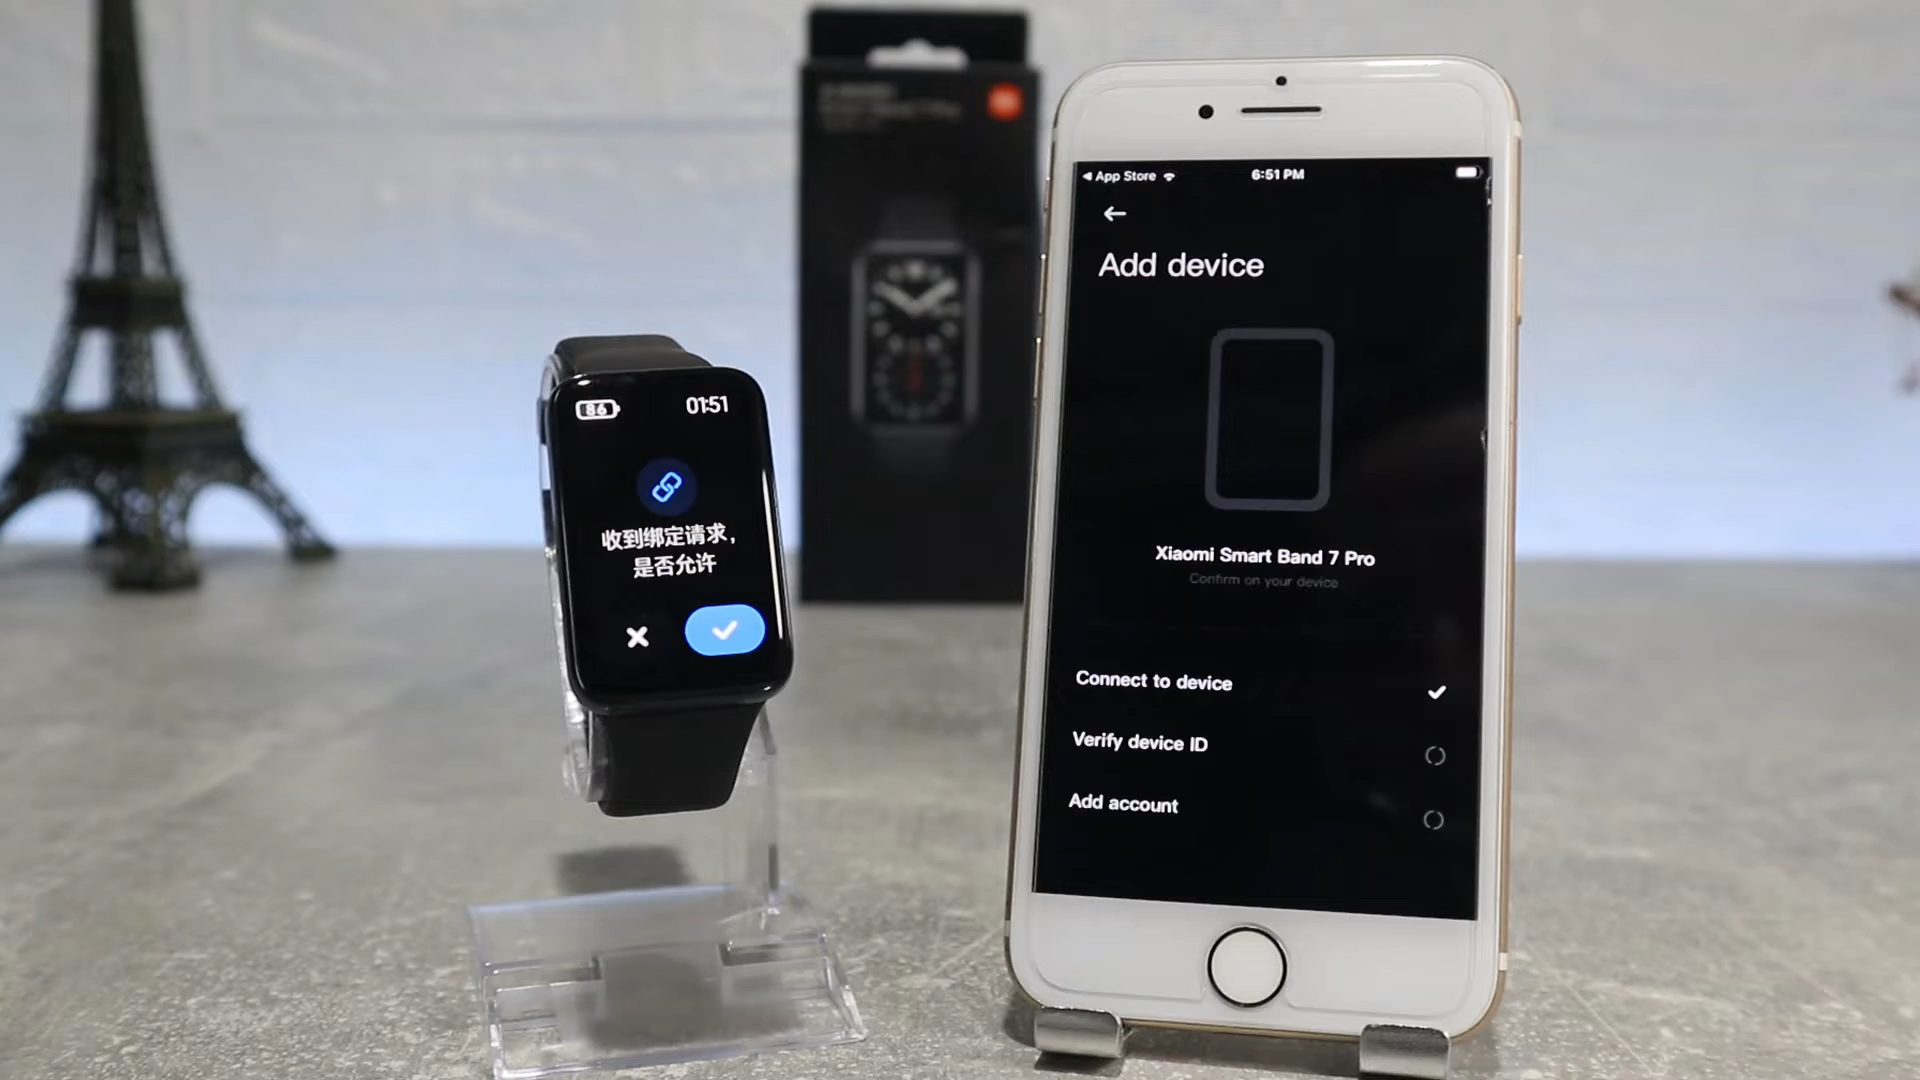 86
01:51
收到绑定请求,
是否允许
App Store
6:51 PM
Add device
Xiaomi Smart Band 7 Pro
Confirm on your device
Connect to device
Verify device ID
Add account